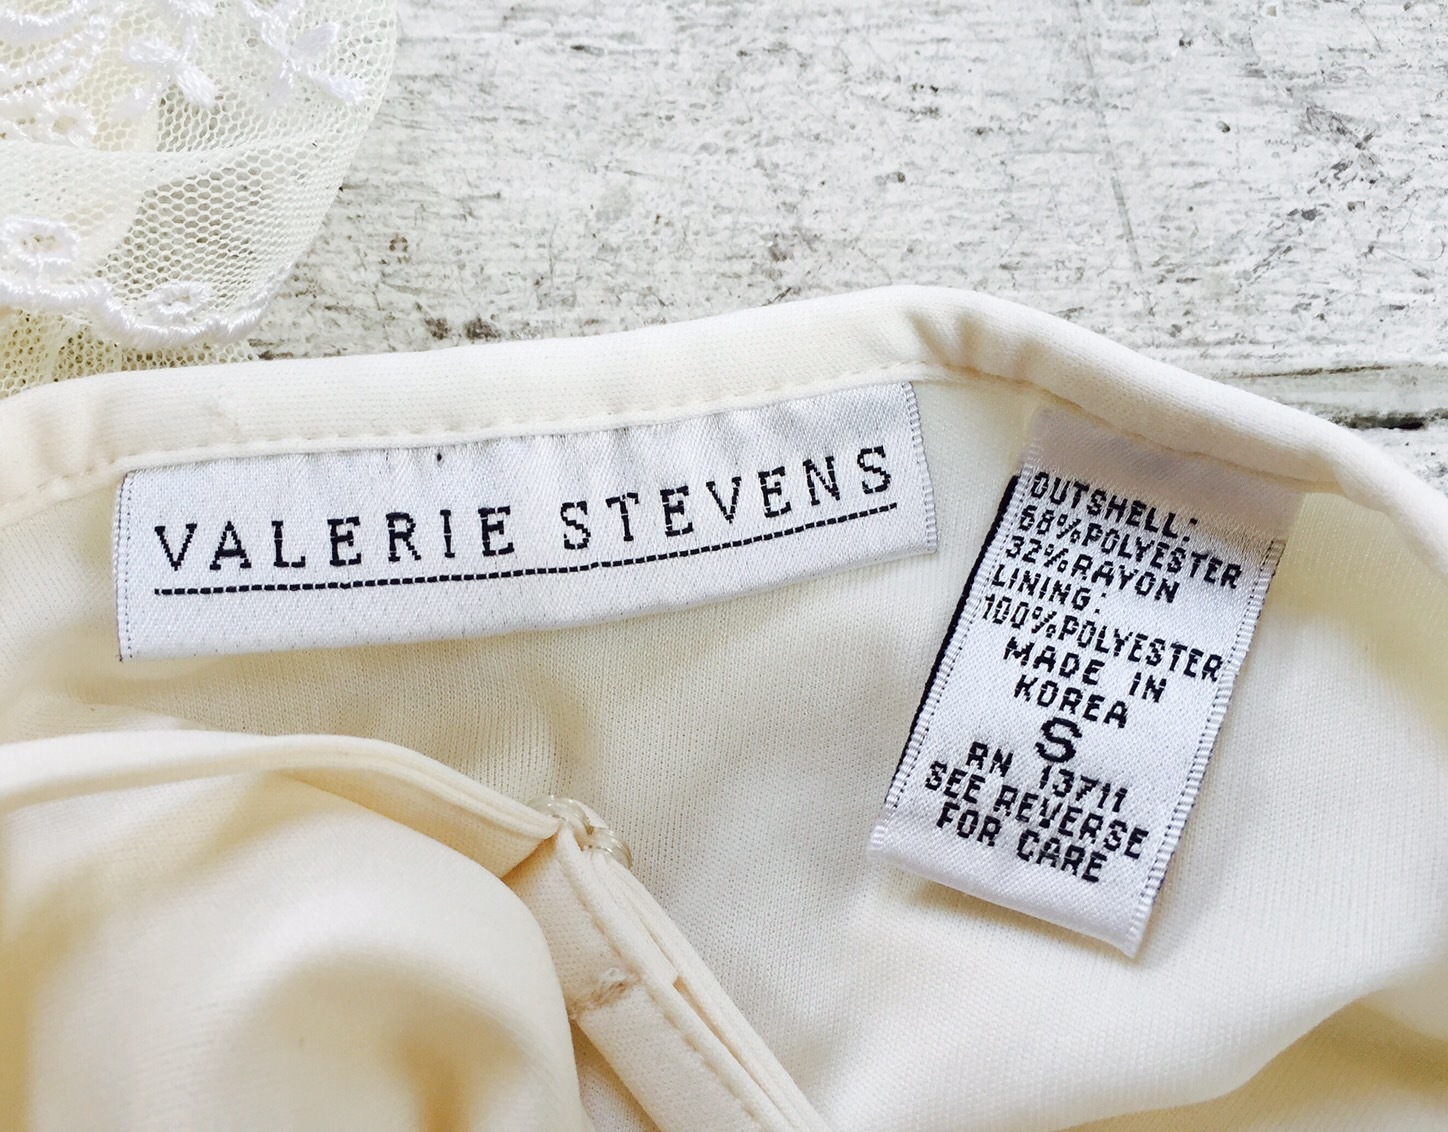 VALERIE STEVENS
OUTSHELL:
68%POLYESTER
32%RAYON
LINING:
100%POLYESTER
MADE IN
KOREA
S
RN 13711
SEE REVERSE
FOR CARE